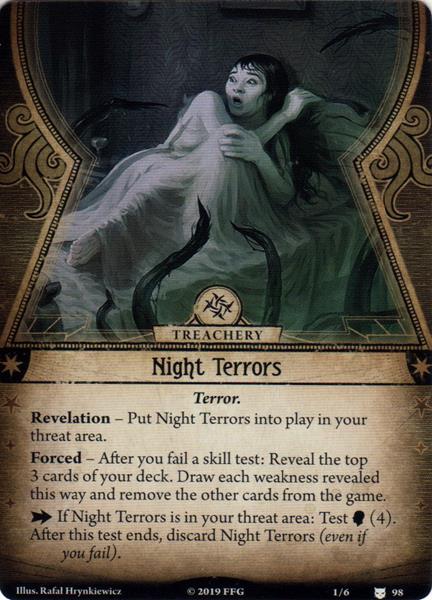 TREACHERY
Night Terrors
Terror.
Revelation – Put Night Terrors into play in your
threat area.
Forced – After you fail a skill test: Reveal the top
3 cards of your deck. Draw each weakness revealed
this way and remove the other cards from the game.
If Night Terrors is in your threat area: Test (4).
After this test ends, discard Night Terrors (even if
you fail).
Illus. Rafał Hrynkiewicz © 2019 FFG 1/6 98